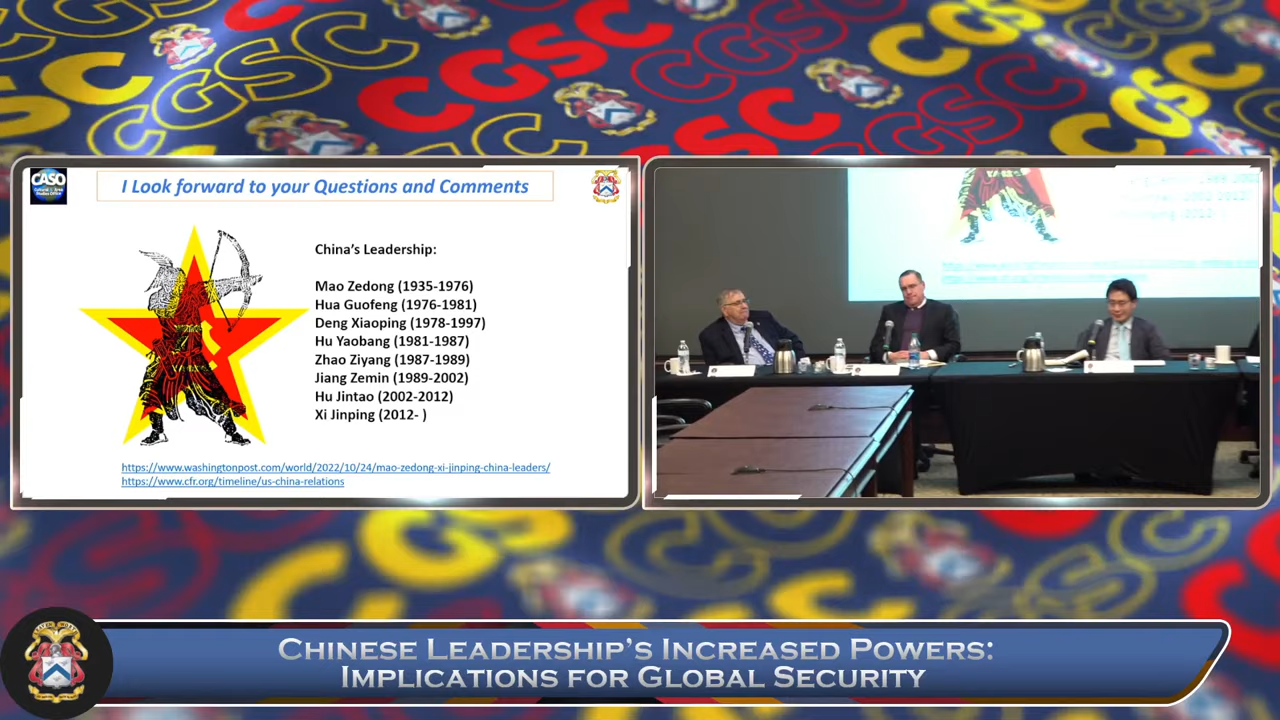 CGSC
CASO
I Look forward to your Questions and Comments
China's Leadership:
Mao Zedong (1935-1976)
Hua Guofeng (1976-1981)
Deng Xiaoping (1978-1997)
Hu Yaobang (1981-1987)
Zhao Ziyang (1987-1989)
Jiang Zemin (1989-2002)
Hu Jintao (2002-2012)
Xi Jinping (2012- )
https://www.washingtonpost.com/world/2022/10/24/mao-zedong-xi-jinping-china-leaders/
https://www.cfr.org/timeline/us-china-relations
Chinese Leadership's Increased Powers:
Implications for Global Security